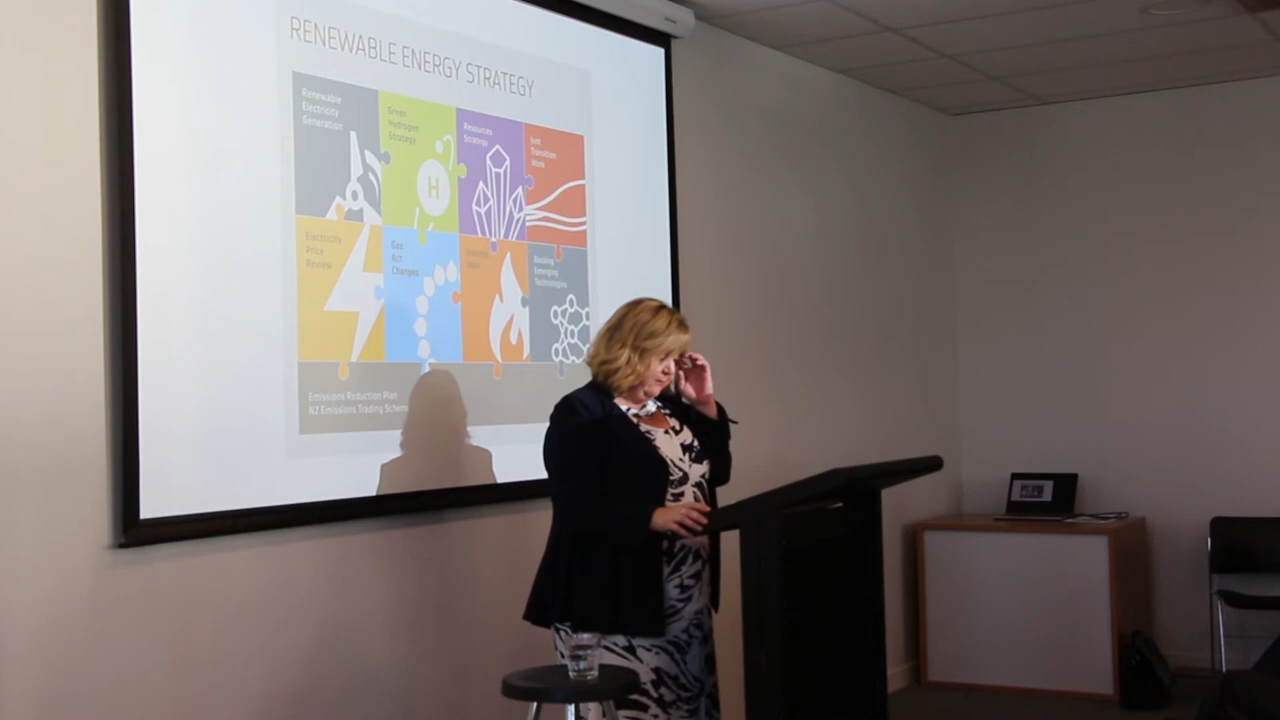 RENEWABLE ENERGY STRATEGY
Renewable
Electricity
Generation
Green
Hydrogen
Strategy
Resources
Strategy
Just
Transition
Work
H
Electricity
Price
Review
Gas
Act
Changes
Backing
Emerging
Technologies
Emissions Reduction Plan
NZ Emissions Trading Scheme